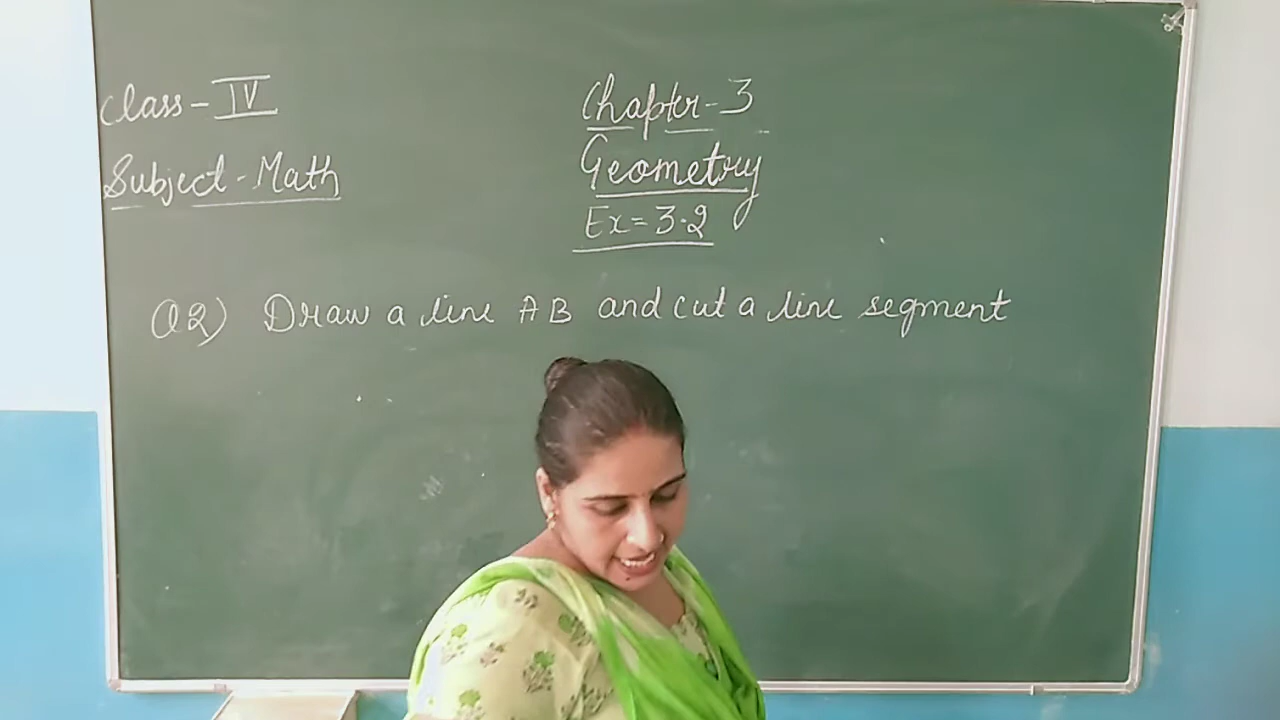 Class - IV
Subject - Math
Chapter - 3
Geometry
Ex = 3.2
Q2) Draw a line AB and cut a line segment